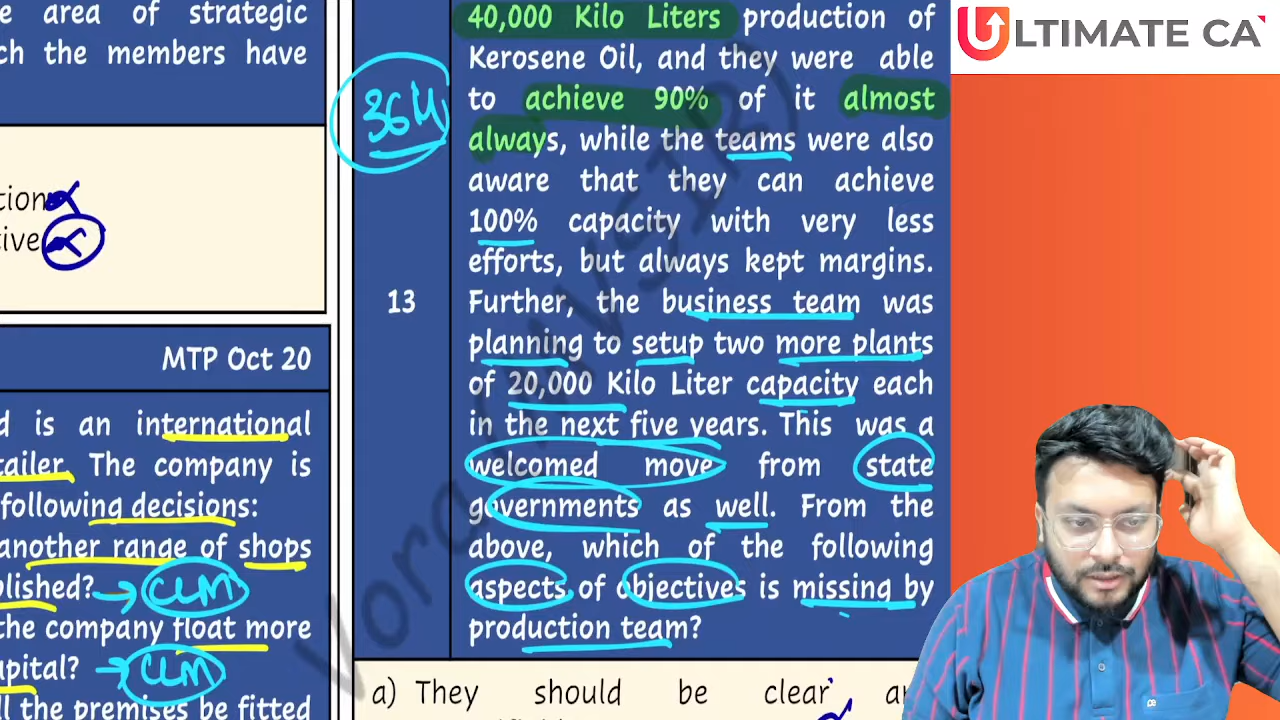 e area of strategic
ch the members have
tion
tive
MTP Oct 20
d is an international
tailer. The company is
following decisions:
another range of shops
blished? → CLM
the company float more
apital? → CLM
ll the premises be fitted
36K
13
40,000 Kilo Liters production of
Kerosene Oil, and they were able
to achieve 90% of it almost
always, while the teams were also
aware that they can achieve
100% capacity with very less
efforts, but always kept margins.
Further, the business team was
planning to setup two more plants
of 20,000 Kilo Liter capacity each
in the next five years. This was a
welcomed move from state
governments as well. From the
above, which of the following
aspects of objectives is missing by
production team?
a) They should be clear an
ULTIMATE CA